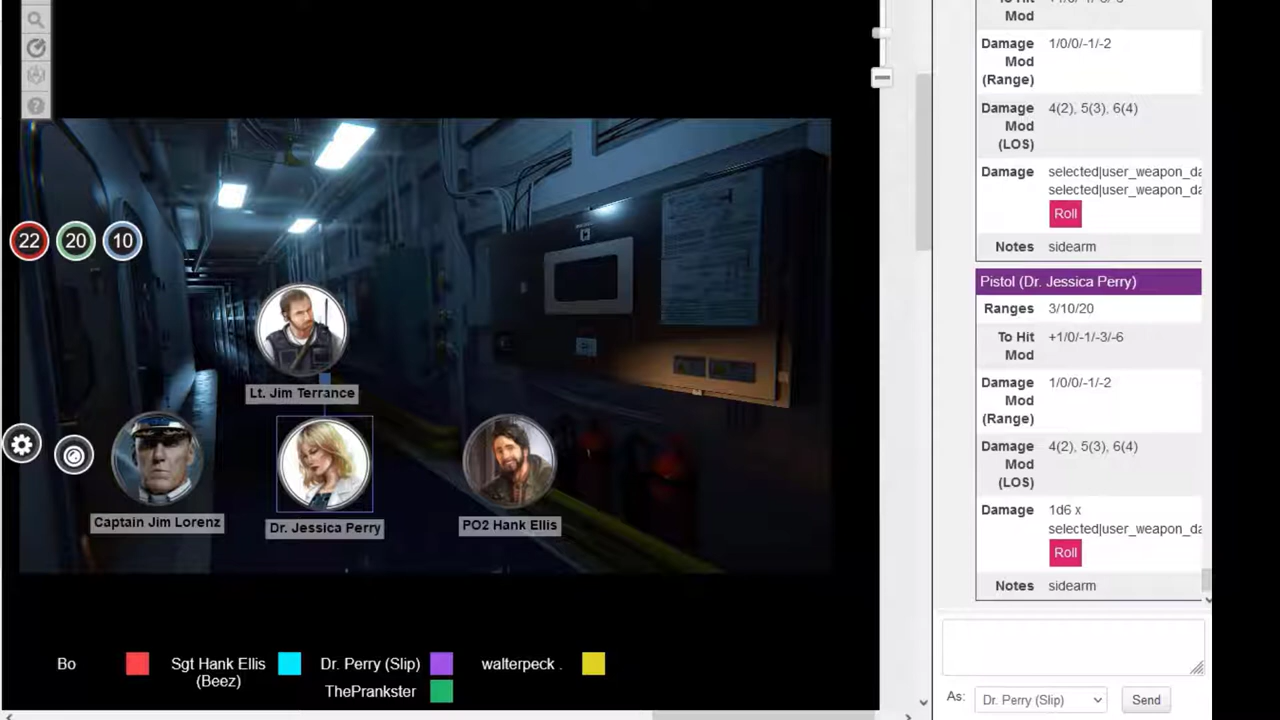 22
20
10
Lt. Jim Terrance
Captain Jim Lorenz
Dr. Jessica Perry
PO2 Hank Ellis
Bo
Sgt Hank Ellis
(Beez)
Dr. Perry (Slip)
walterpeck .
ThePrankster
Mod
Damage
Mod
(Range)
1/0/0/-1/-2
Damage
Mod
(LOS)
4(2), 5(3), 6(4)
Damage
selected|user_weapon_da
selected|user_weapon_da
Roll
Notes
sidearm
Pistol (Dr. Jessica Perry)
Ranges
3/10/20
To Hit
Mod
+1/0/-1/-3/-6
Damage
Mod
(Range)
1/0/0/-1/-2
Damage
Mod
(LOS)
4(2), 5(3), 6(4)
Damage
1d6 x
selected|user_weapon_da
Roll
Notes
sidearm
As:
Dr. Perry (Slip)
Send